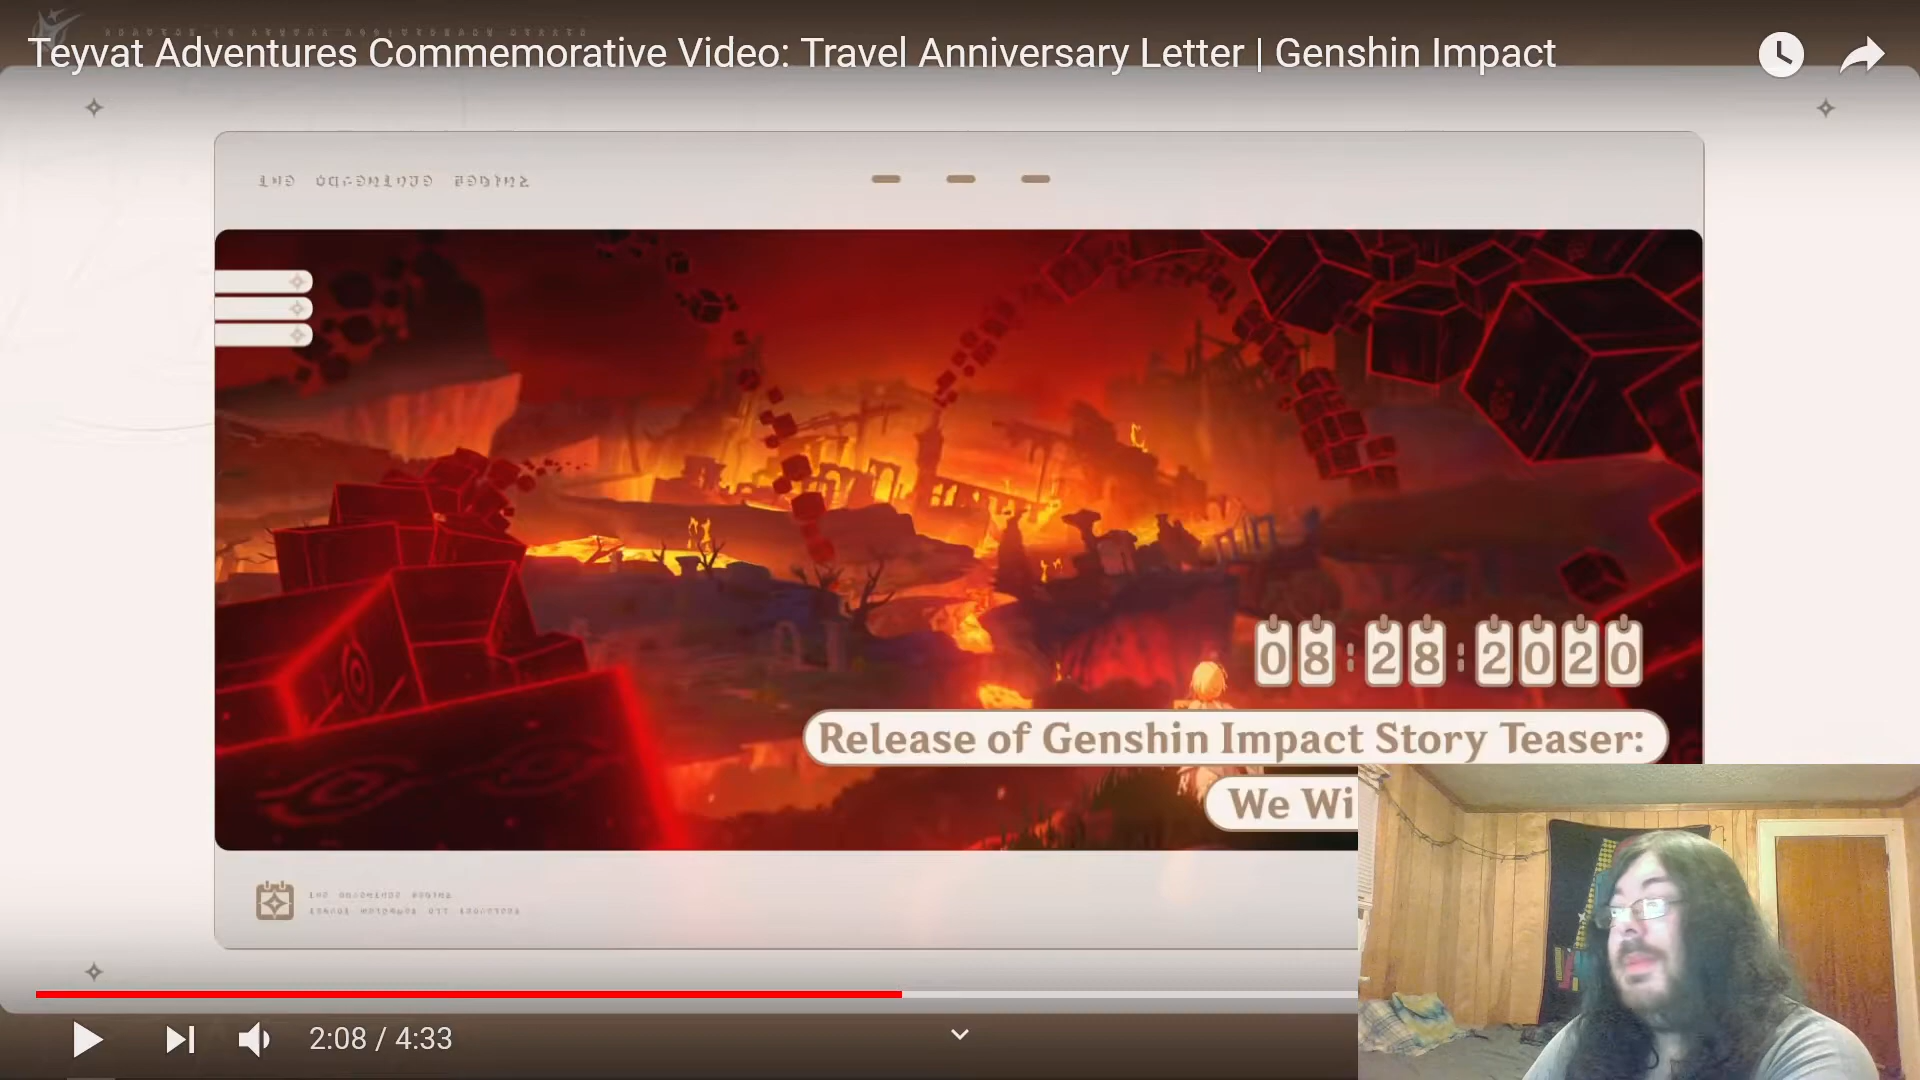 Teyvat Adventures Commemorative Video: Travel Anniversary Letter | Genshin Impact
08:28:2020
Release of Genshin Impact Story Teaser:
We Wi
2:08 / 4:33